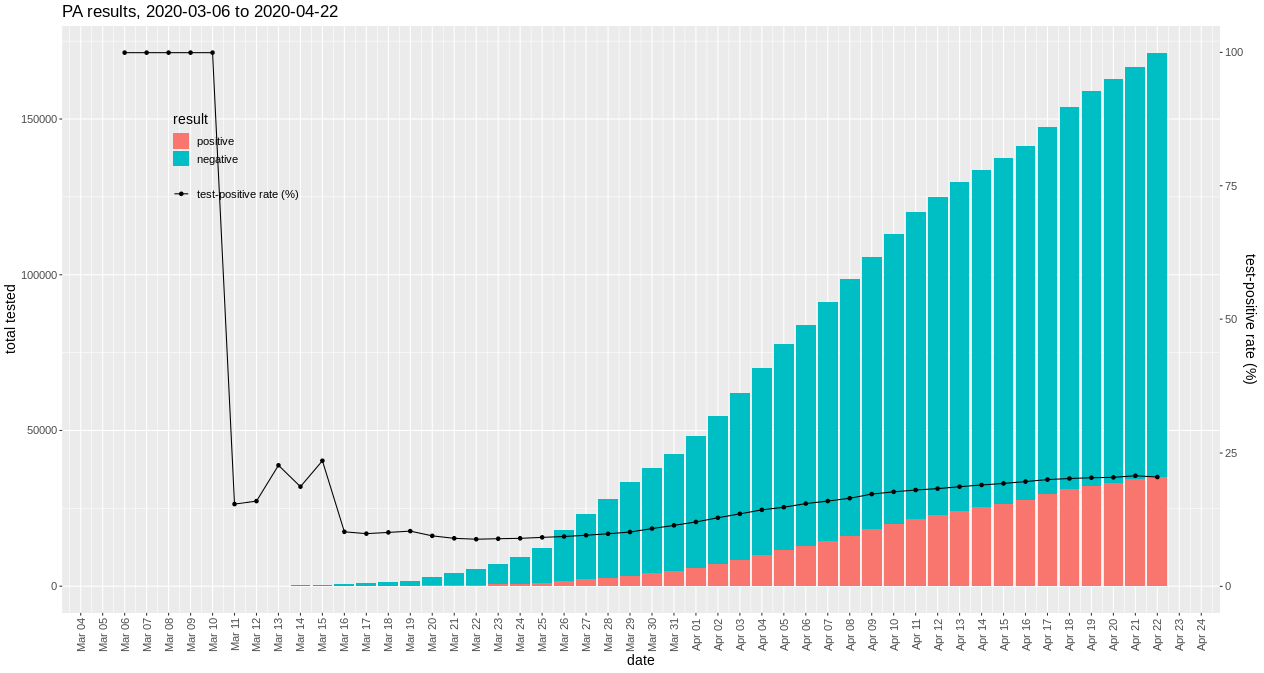 PA results, 2020-03-06 to 2020-04-22
total tested
150000
100000
50000
0
result
positive
negative
test-positive rate (%)
100
75
50
25
0
test-positive rate (%)
Mar 04
Mar 05
Mar 06
Mar 07
Mar 08
Mar 09
Mar 10
Mar 11
Mar 12
Mar 13
Mar 14
Mar 15
Mar 16
Mar 17
Mar 18
Mar 19
Mar 20
Mar 21
Mar 22
Mar 23
Mar 24
Mar 25
Mar 26
Mar 27
Mar 28
Mar 29
Mar 30
Mar 31
Apr 01
Apr 02
Apr 03
Apr 04
Apr 05
Apr 06
Apr 07
Apr 08
Apr 09
Apr 10
Apr 11
Apr 12
Apr 13
Apr 14
Apr 15
Apr 16
Apr 17
Apr 18
Apr 19
Apr 20
Apr 21
Apr 22
Apr 23
Apr 24
date